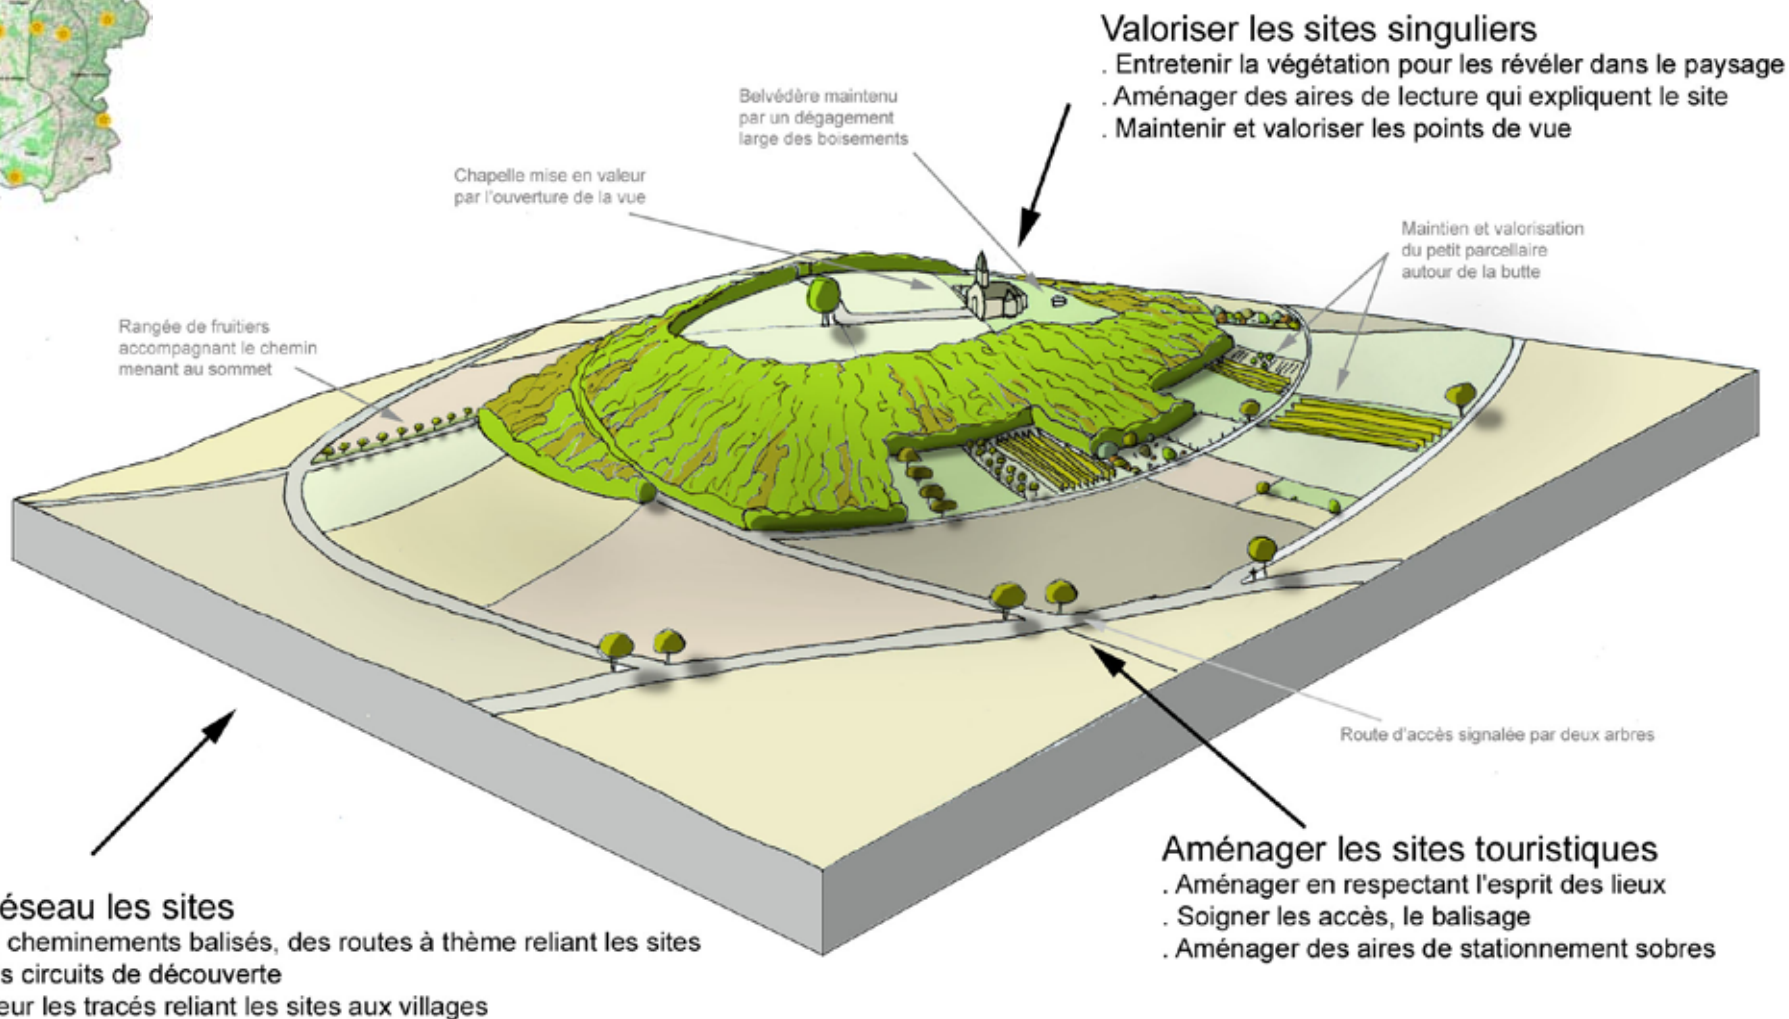 Valoriser les sites singuliers
. Entretenir la végétation pour les révéler dans le paysage
. Aménager des aires de lecture qui expliquent le site
. Maintenir et valoriser les points de vue
Belvédère maintenu
par un dégagement
large des boisements
Chapelle mise en valeur
par l'ouverture de la vue
Maintien et valorisation
du petit parcellaire
autour de la butte
Rangée de fruitiers
accompagnant le chemin
menant au sommet
Route d'accès signalée par deux arbres
Aménager les sites touristiques
. Aménager en respectant l'esprit des lieux
. Soigner les accès, le balisage
. Aménager des aires de stationnement sobres
éseau les sites
cheminements balisés, des routes à thème reliant les sites
s circuits de découverte
eur les tracés reliant les sites aux villages